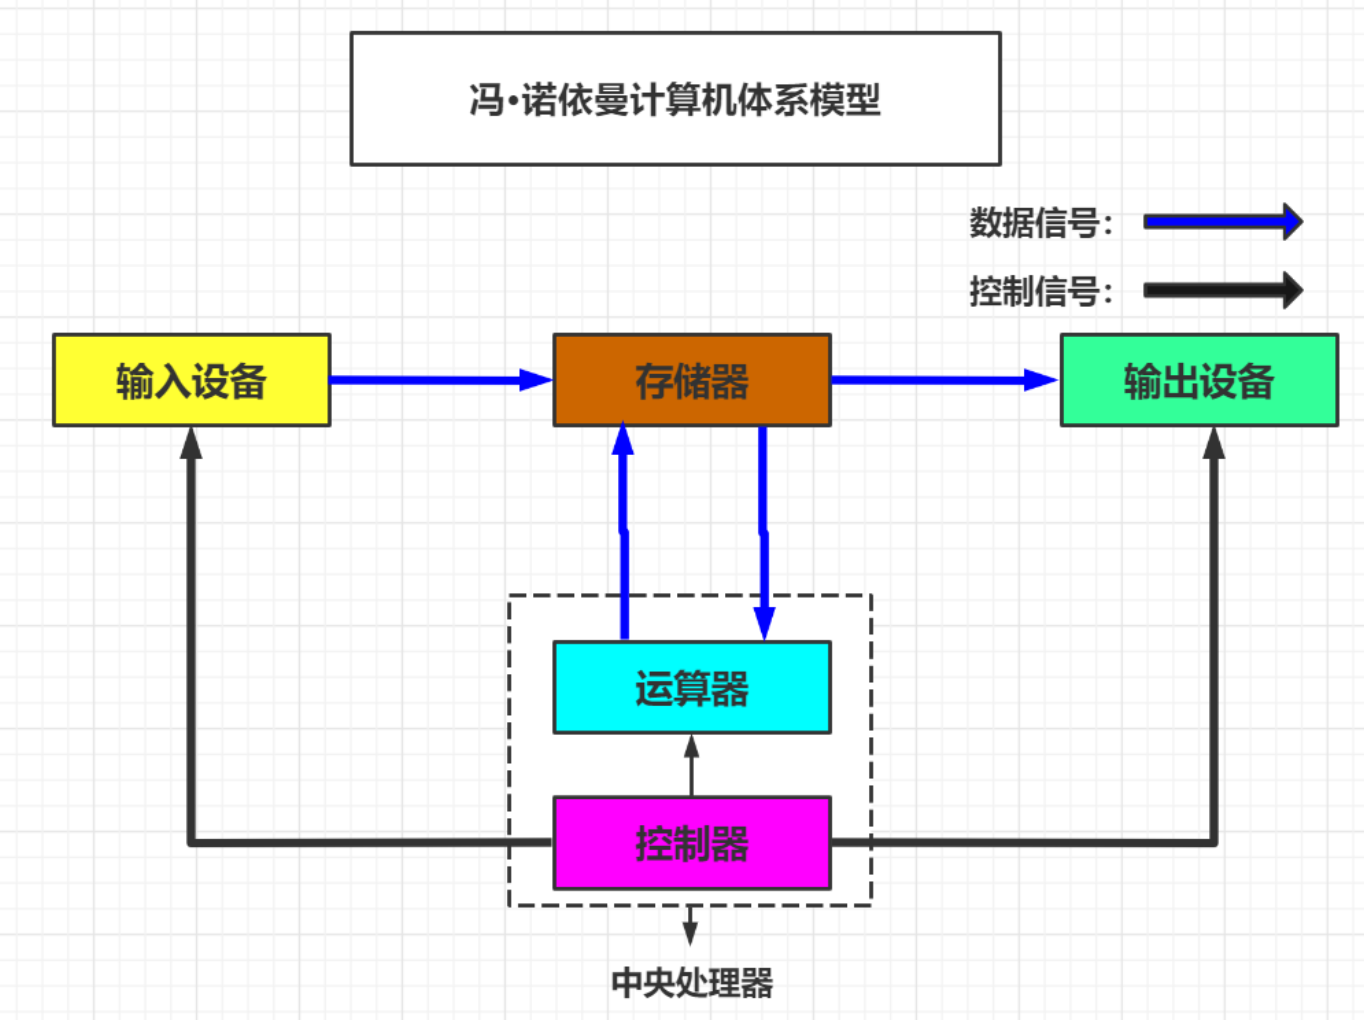 冯•诺依曼计算机体系模型
数据信号：
控制信号：
输入设备
存储器
输出设备
运算器
控制器
中央处理器